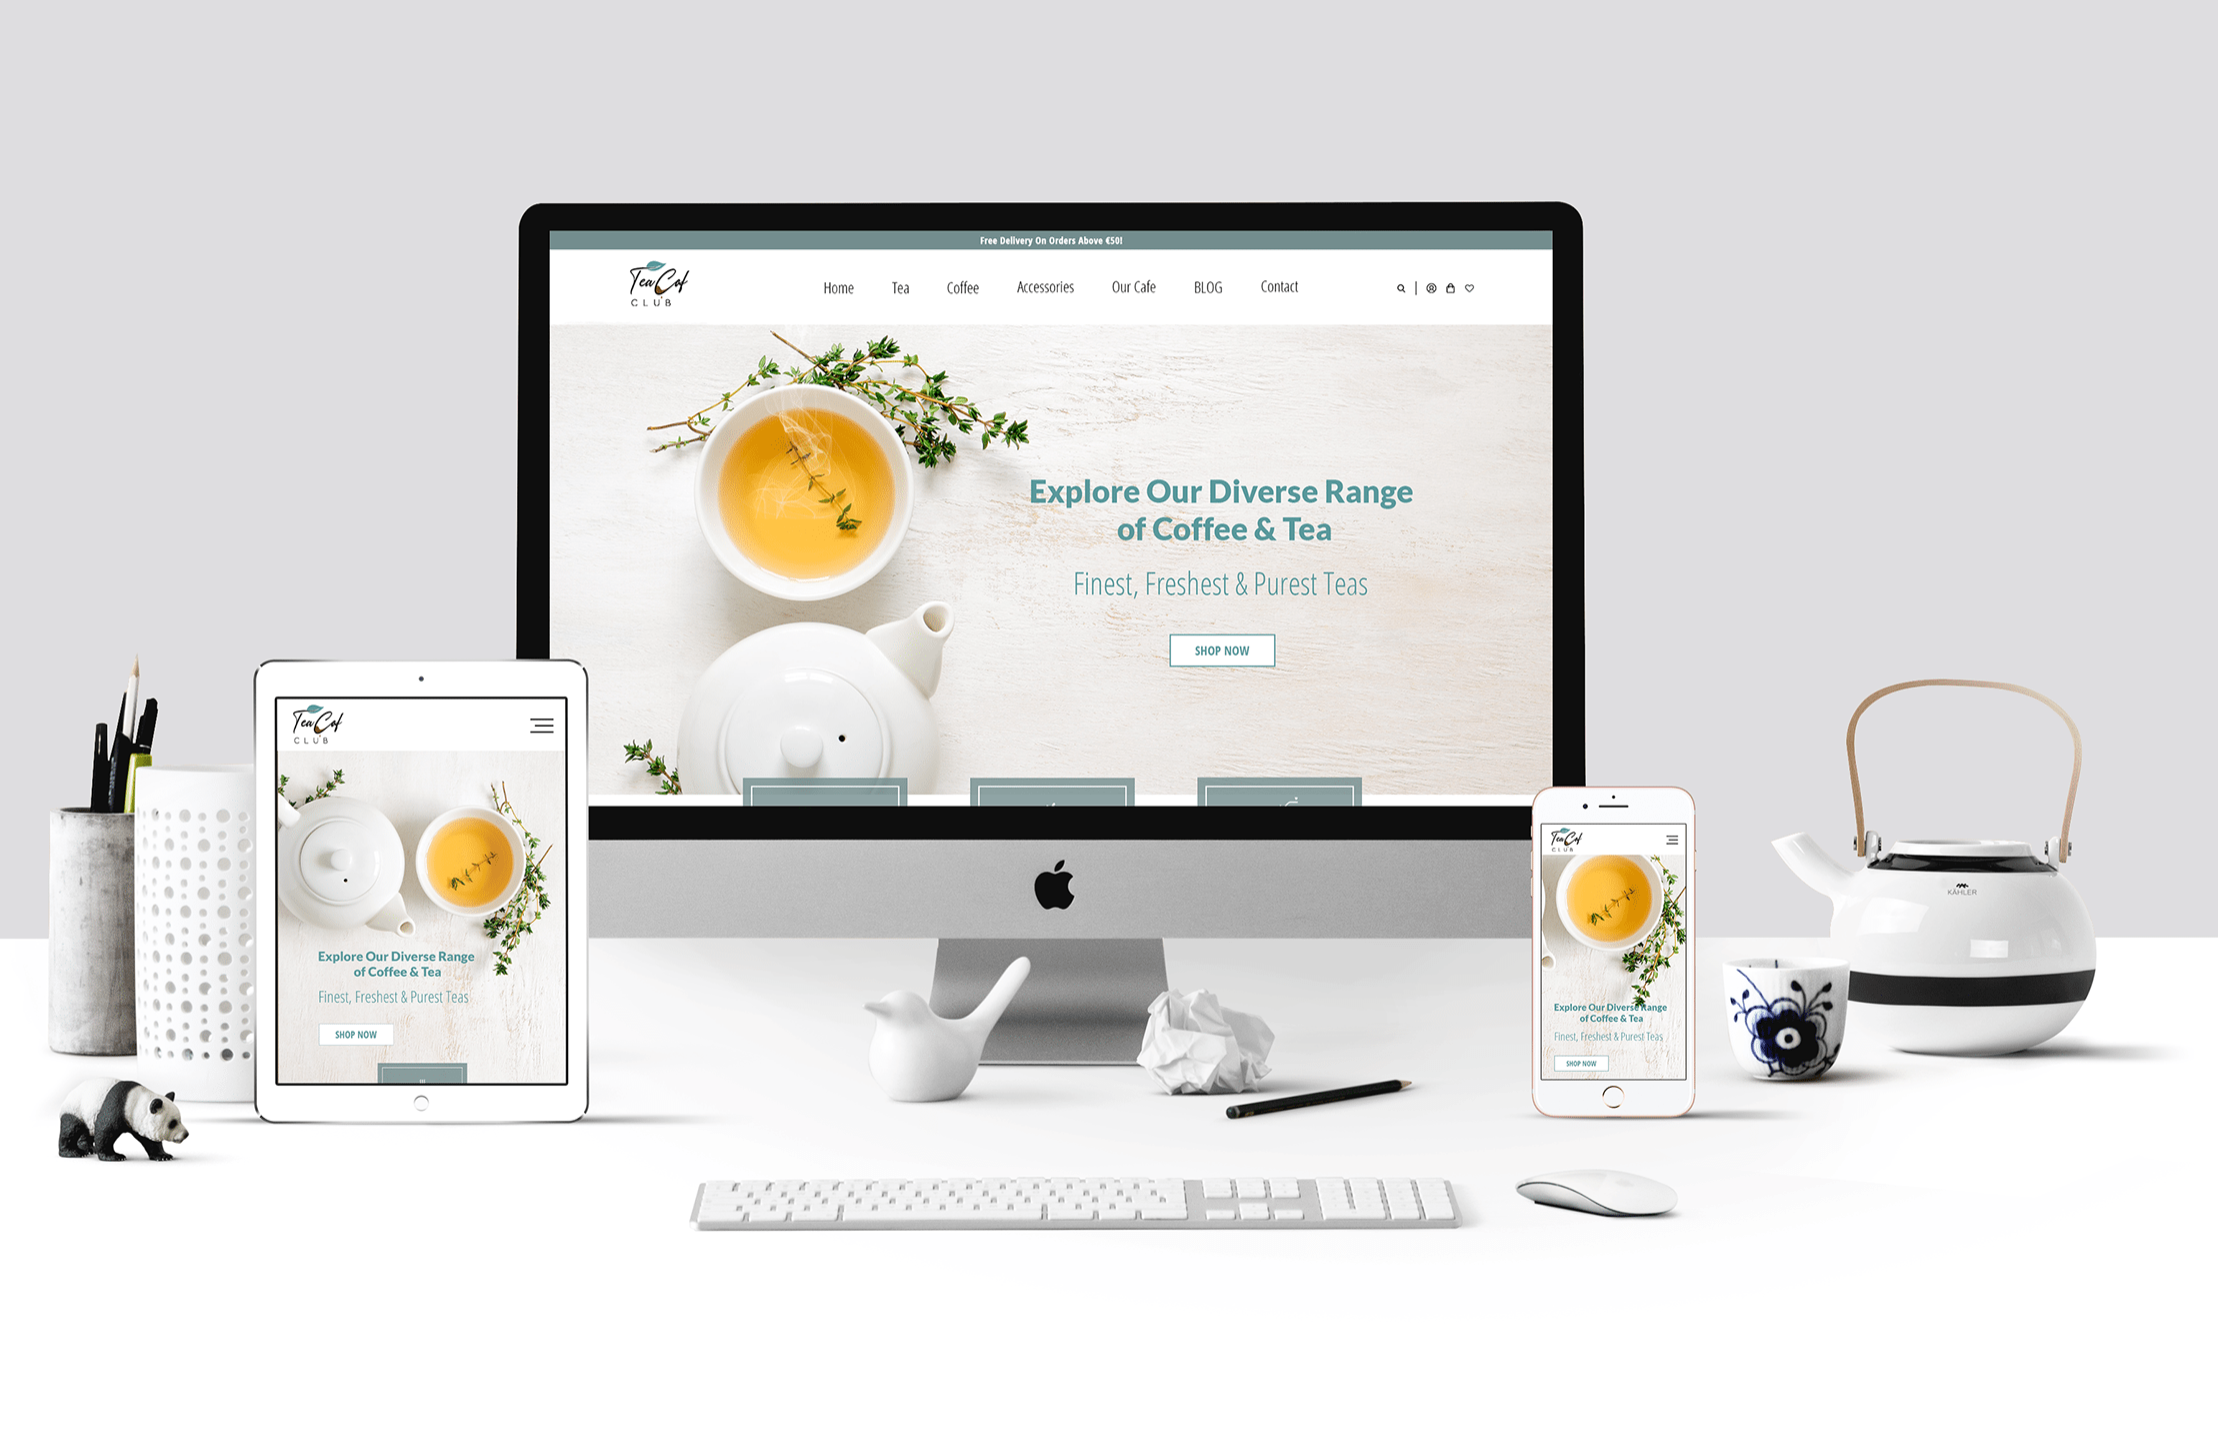 Free Delivery On Orders Above €50!
TeaCaf
CLUB
Home Tea Coffee Accessories Our Cafe BLOG Contact
Explore Our Diverse Range
of Coffee & Tea
Finest, Freshest & Purest Teas
SHOP NOW
TeaCaf
CLUB
Explore Our Diverse Range
of Coffee & Tea
Finest, Freshest & Purest Teas
SHOP NOW
TeaCaf
CLUB
Explore Our Diverse Range
of Coffee & Tea
Finest, Freshest & Purest Teas
SHOP NOW
KÄHLER